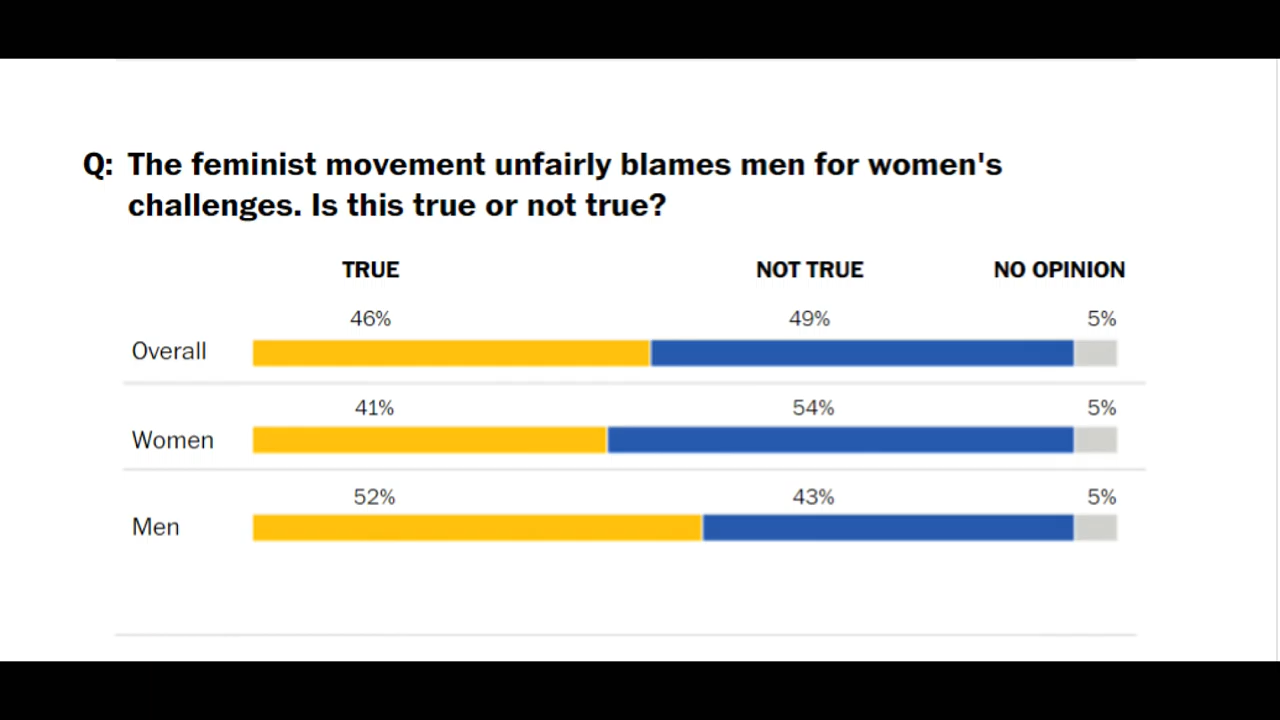 Q: The feminist movement unfairly blames men for women's
challenges. Is this true or not true?
TRUE NOT TRUE NO OPINION
46% 49% 5%
Overall
41% 54% 5%
Women
52% 43% 5%
Men